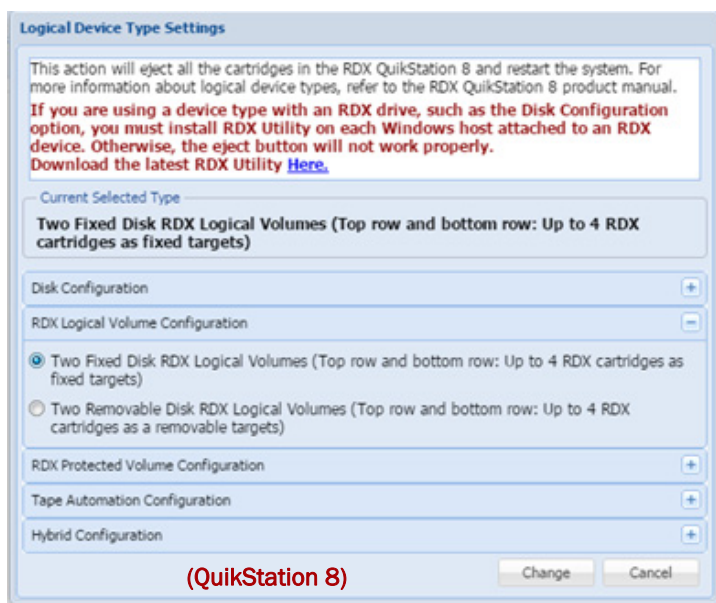 Logical Device Type Settings
This action will eject all the cartridges in the RDX QuikStation 8 and restart the system. For
more information about logical device types, refer to the RDX QuikStation 8 product manual.
If you are using a device type with an RDX drive, such as the Disk Configuration
option, you must install RDX Utility on each Windows host attached to an RDX
device. Otherwise, the eject button will not work properly.
Download the latest RDX Utility Here.
Current Selected Type
Two Fixed Disk RDX Logical Volumes (Top row and bottom row: Up to 4 RDX
cartridges as fixed targets)
Disk Configuration
RDX Logical Volume Configuration
Two Fixed Disk RDX Logical Volumes (Top row and bottom row: Up to 4 RDX cartridges as
fixed targets)
Two Removable Disk RDX Logical Volumes (Top row and bottom row: Up to 4 RDX
cartridges as a removable targets)
RDX Protected Volume Configuration
Tape Automation Configuration
Hybrid Configuration
(QuikStation 8)
Change Cancel